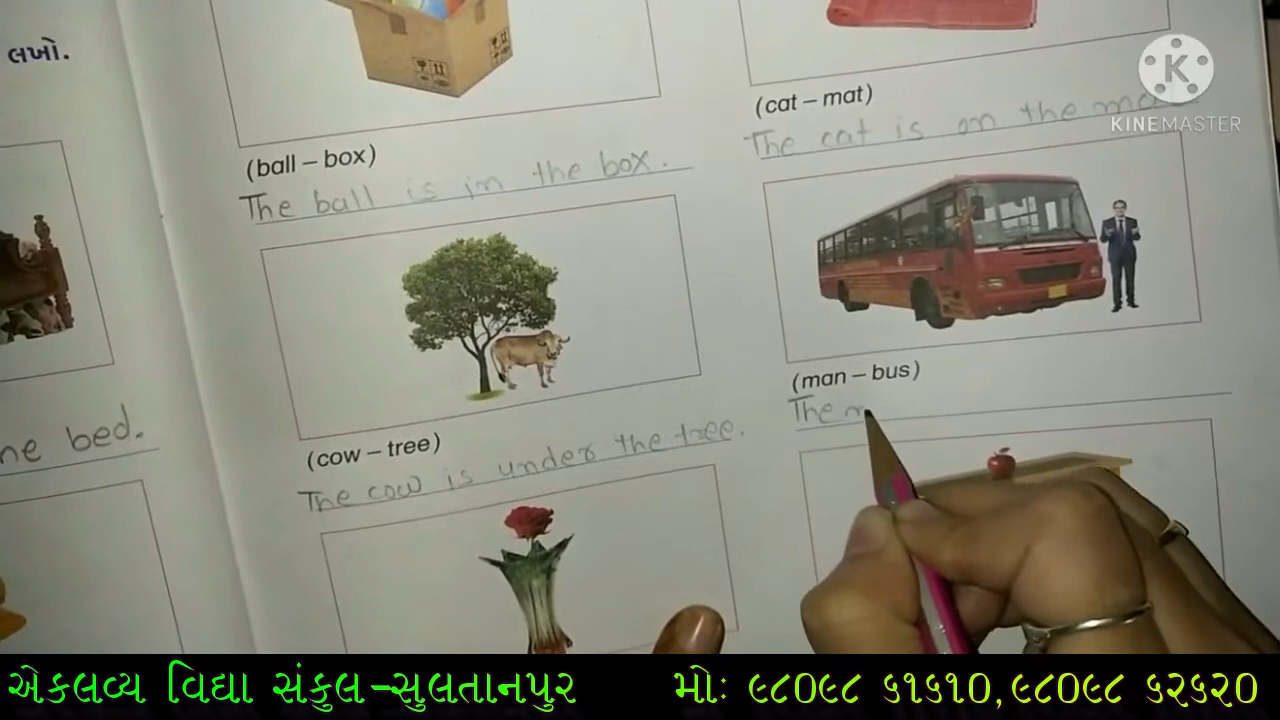 લખો.
K
KINEMASTER
(cat – mat)
The cat is on the
(ball – box)
The ball is in the box.
(man – bus)
The m
ne bed.
(cow – tree)
The cow is under the tree.
એકલવ્ય વિદ્યા સંકુલ-સુલતાનપુર મોઃ ૯૮૦૯૮ ૬૧૬૧૦,૯૮૦૯૮ ૬૨૬૨૦